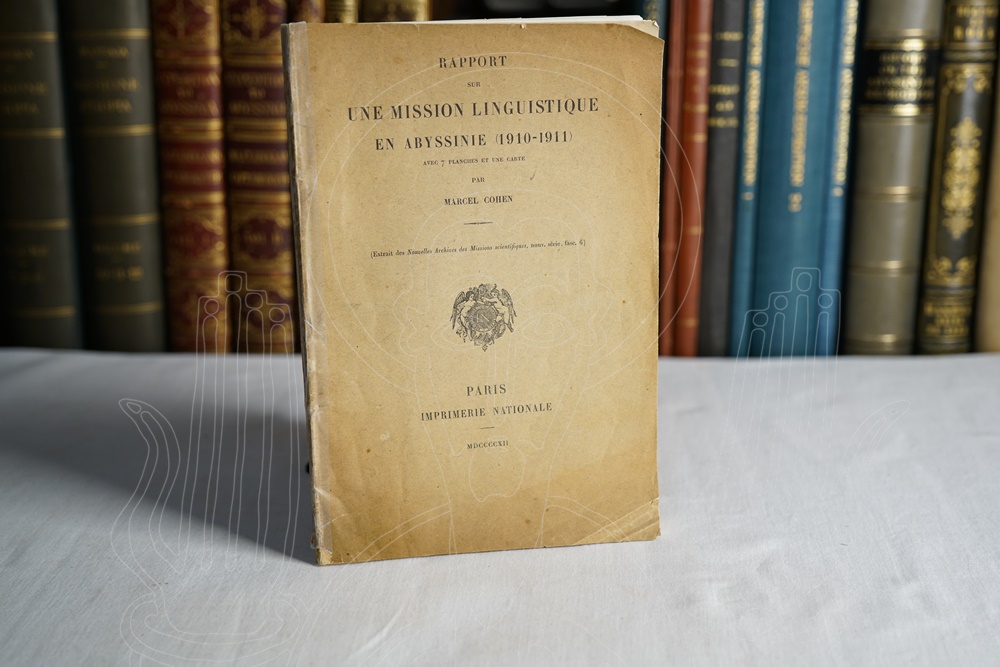 RAPPORT
SUR
UNE MISSION LINGUISTIQUE
EN ABYSSINIE (1910-1911)
AVEC 7 PLANCHES ET UNE CARTE
PAR
MARCEL COHEN
(Extrait des Nouvelles Archives des Missions scientifiques, nouv. série, fasc. 6)
PARIS
IMPRIMERIE NATIONALE
MDCCCCXII